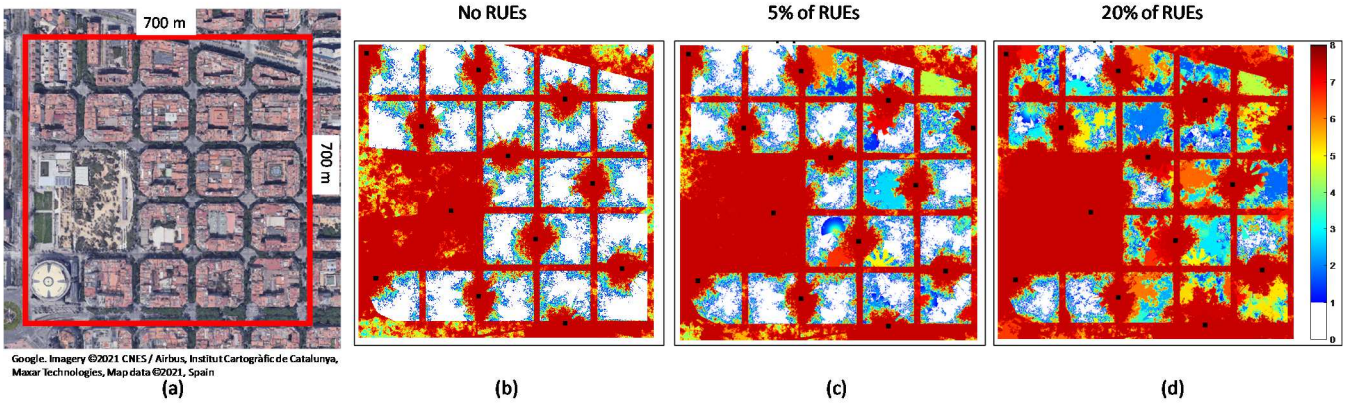 No RUEs
5% of RUEs
20% of RUEs
700 m
700 m
8
7
6
5
4
3
2
1
0
Google. Imagery ©2021 CNES / Airbus, Institut Cartogràfic de Catalunya,
Maxar Technologies, Map data ©2021, Spain
(a)
(b)
(c)
(d)